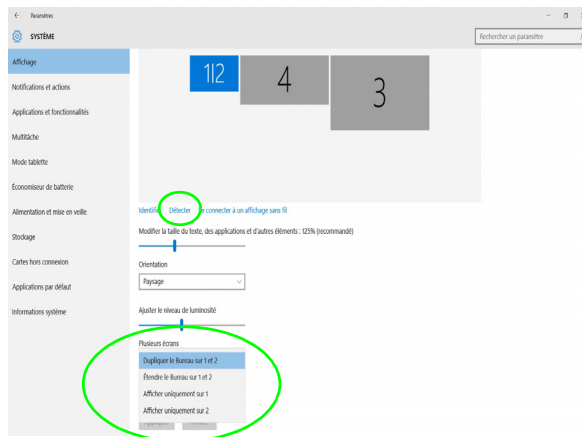 Paramètres
SYSTÈME
Rechercher un paramètre
Affichage
Notifications et actions
Applications et fonctionnalités
Multitâche
Mode tablette
Économiseur de batterie
Alimentation et mise en veille
Stockage
Cartes hors connexion
Applications par défaut
Informations système
1|2
4
3
Détecter connecter à un affichage sans fil
Modifier la taille du texte, des applications et d'autres éléments : 125% (recommandé)
Orientation
Paysage
Ajuster le niveau de luminosité
Plusieurs écrans
Dupliquer le Bureau sur 1 et 2
Étendre le Bureau sur 1 et 2
Afficher uniquement sur 1
Afficher uniquement sur 2